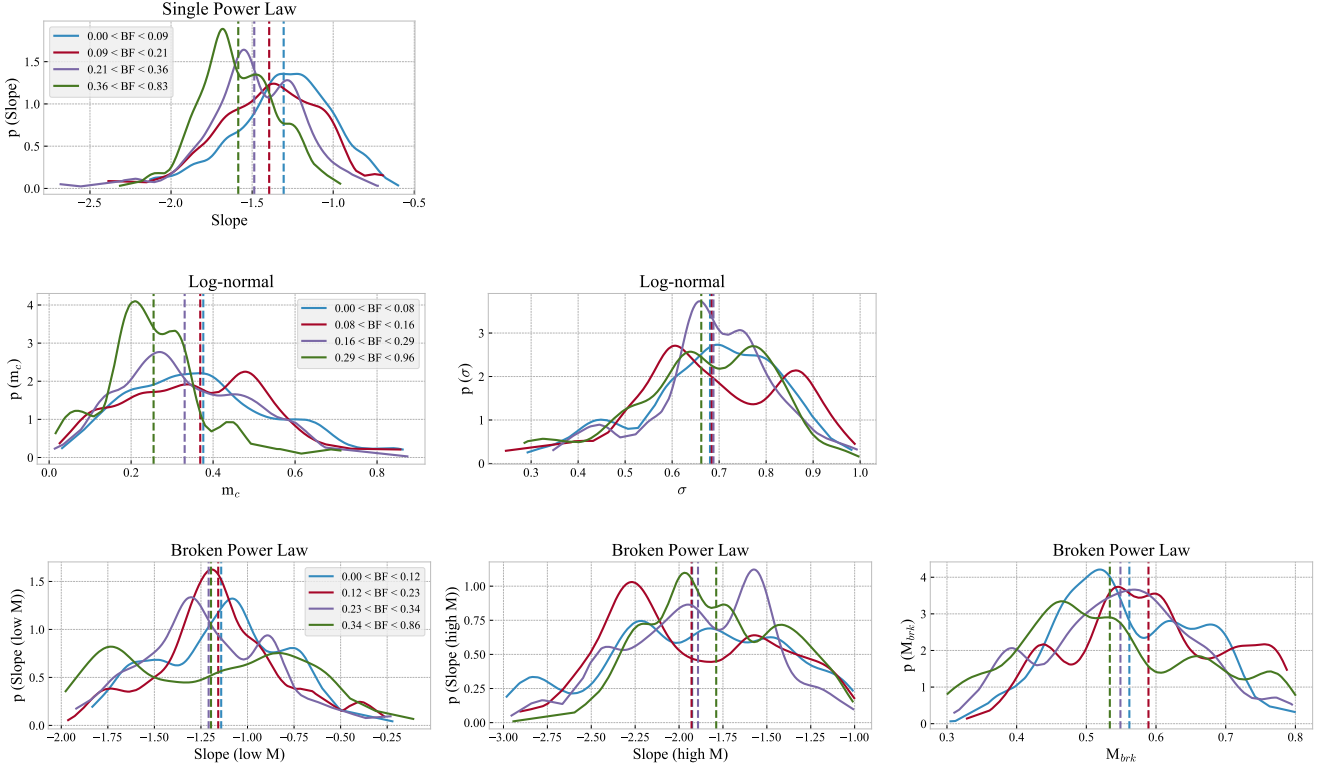 Single Power Law
0.00 < BF < 0.09
0.09 < BF < 0.21
0.21 < BF < 0.36
0.36 < BF < 0.83
p (Slope)
1.5
1.0
0.5
0.0
−2.5 −2.0 −1.5 −1.0 −0.5
Slope
Log-normal
0.00 < BF < 0.08
0.08 < BF < 0.16
0.16 < BF < 0.29
0.29 < BF < 0.96
p (m_c)
4
3
2
1
0
0.0 0.2 0.4 0.6 0.8
m_c
Log-normal
p (σ)
3
2
1
0
0.3 0.4 0.5 0.6 0.7 0.8 0.9 1.0
σ
Broken Power Law
0.00 < BF < 0.12
0.12 < BF < 0.23
0.23 < BF < 0.34
0.34 < BF < 0.86
p (Slope (low M))
1.5
1.0
0.5
0.0
−2.00 −1.75 −1.50 −1.25 −1.00 −0.75 −0.50 −0.25
Slope (low M)
Broken Power Law
p (Slope (high M))
1.00
0.75
0.50
0.25
0.00
−3.00 −2.75 −2.50 −2.25 −2.00 −1.75 −1.50 −1.25 −1.00
Slope (high M)
Broken Power Law
p (M_brk)
4
3
2
1
0
0.3 0.4 0.5 0.6 0.7 0.8
M_brk